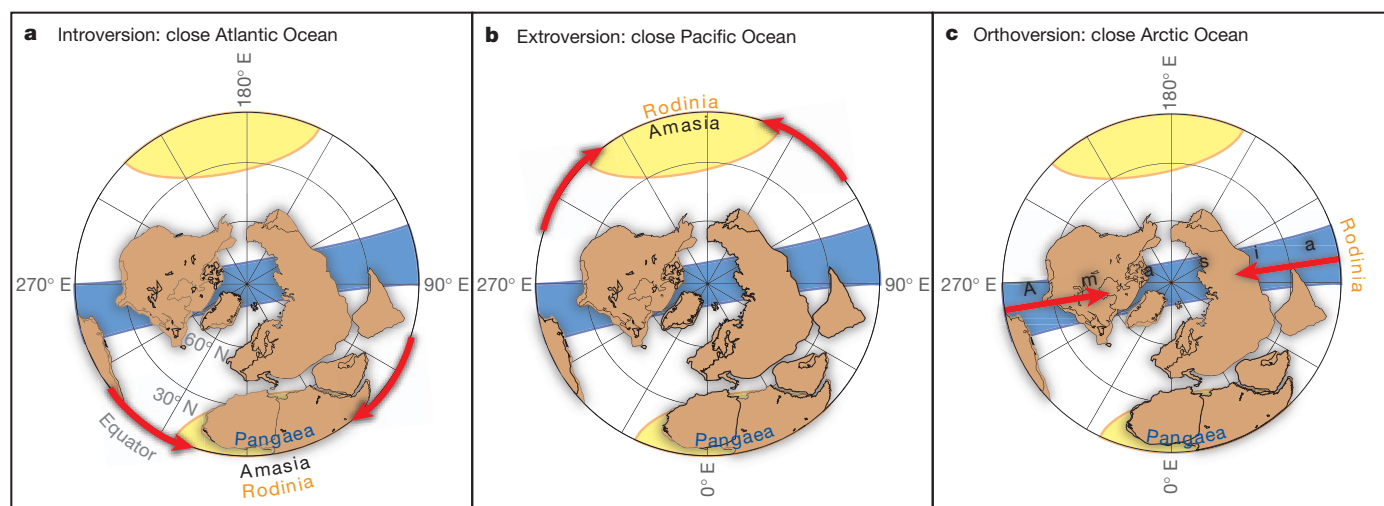 a Introversion: close Atlantic Ocean
180° E
270° E
90° E
60° N
30° N
Equator
Pangaea
Amasia
Rodinia
b Extroversion: close Pacific Ocean
Rodinia
Amasia
270° E
90° E
Pangaea
0° E
c Orthoversion: close Arctic Ocean
180° E
270° E
Amasia
Rodinia
Pangaea
0° E